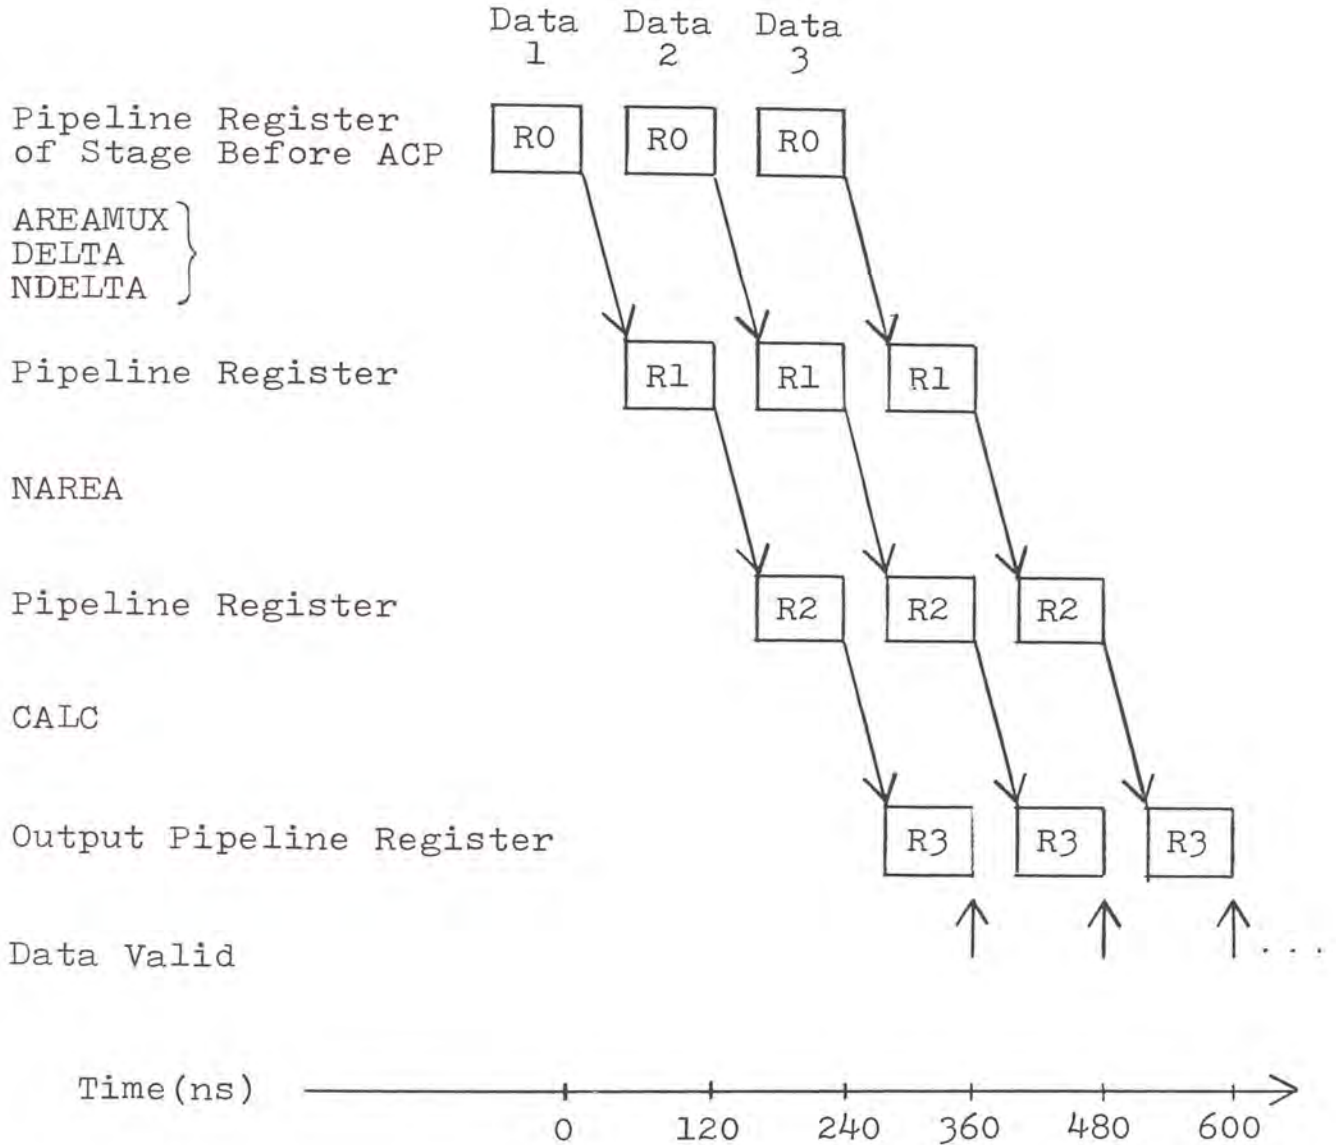 Data Data Data
1 2 3
Pipeline Register
of Stage Before ACP
R0 R0 R0
AREAMUX
DELTA
NDELTA
Pipeline Register
R1 R1 R1
NAREA
Pipeline Register
R2 R2 R2
CALC
Output Pipeline Register
R3 R3 R3
Data Valid
...
Time(ns)
0 120 240 360 480 600